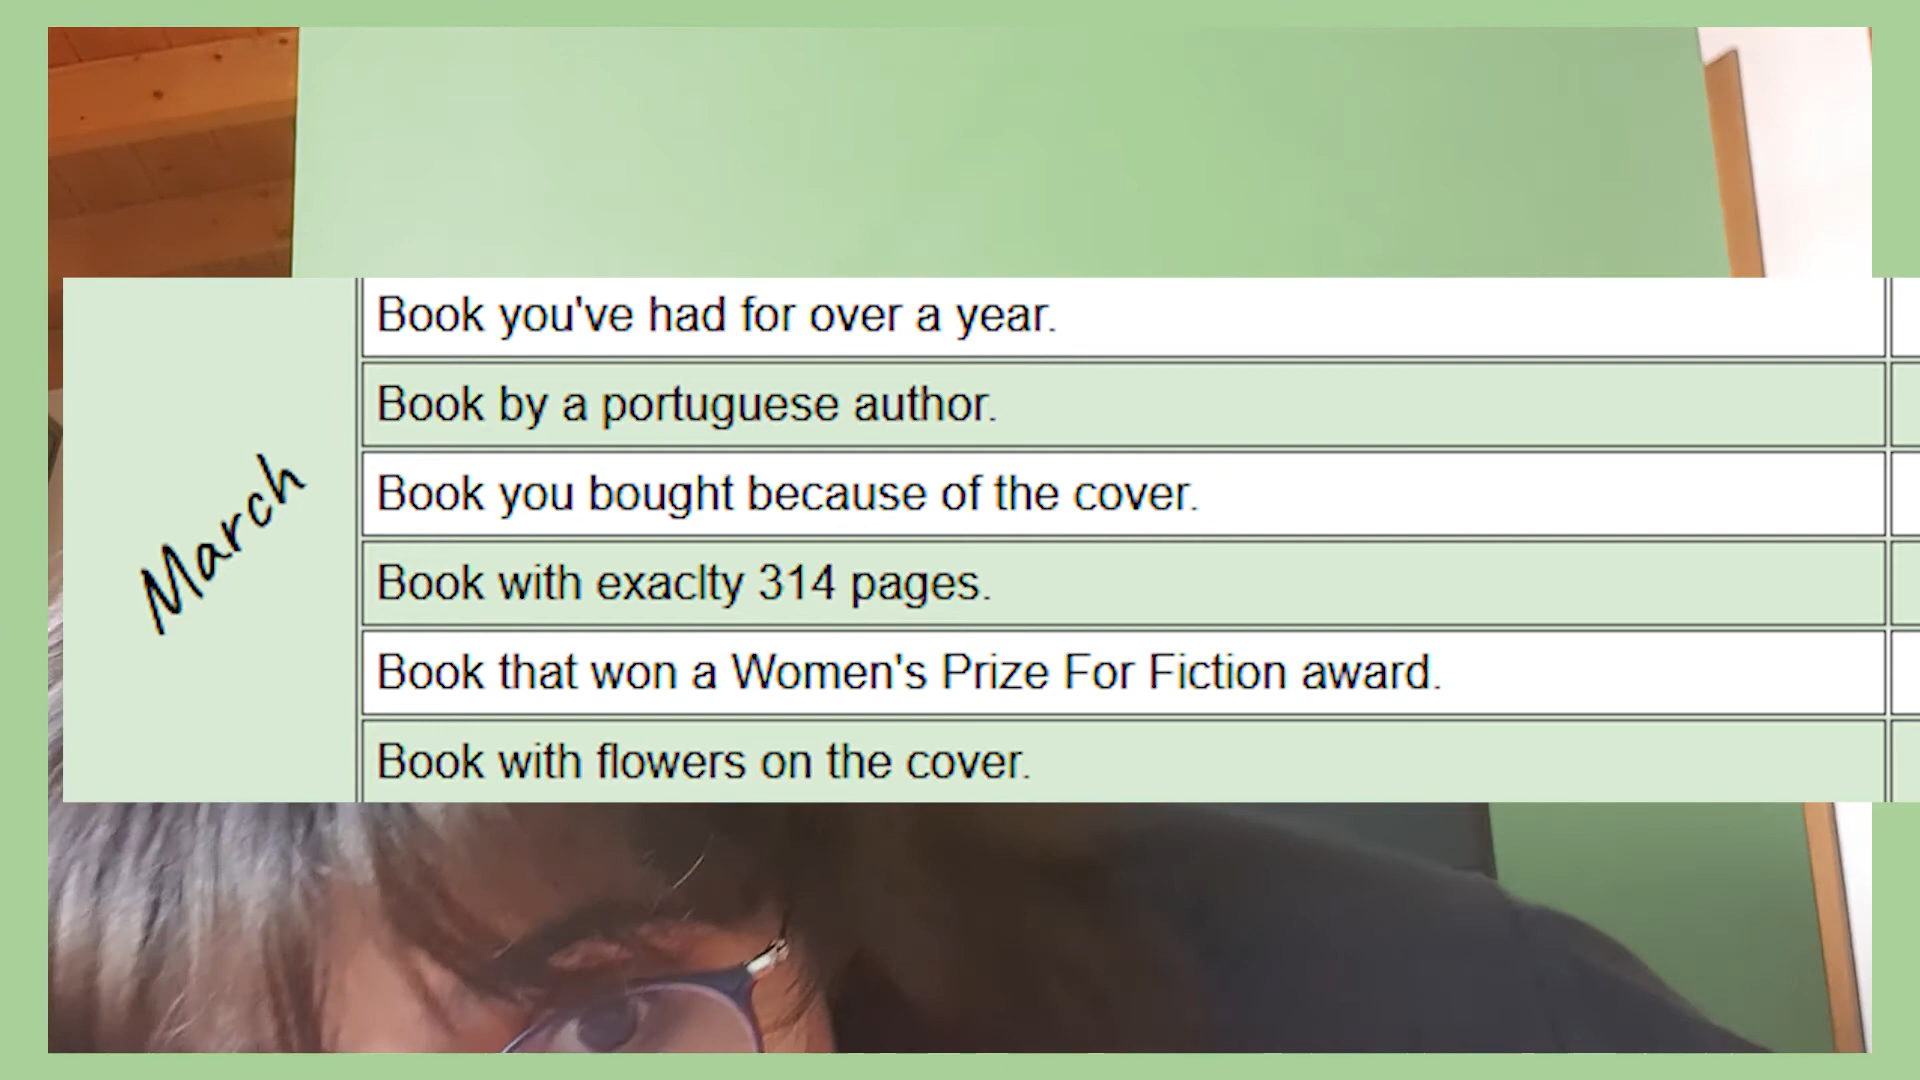 March
Book you've had for over a year.
Book by a portuguese author.
Book you bought because of the cover.
Book with exaclty 314 pages.
Book that won a Women's Prize For Fiction award.
Book with flowers on the cover.